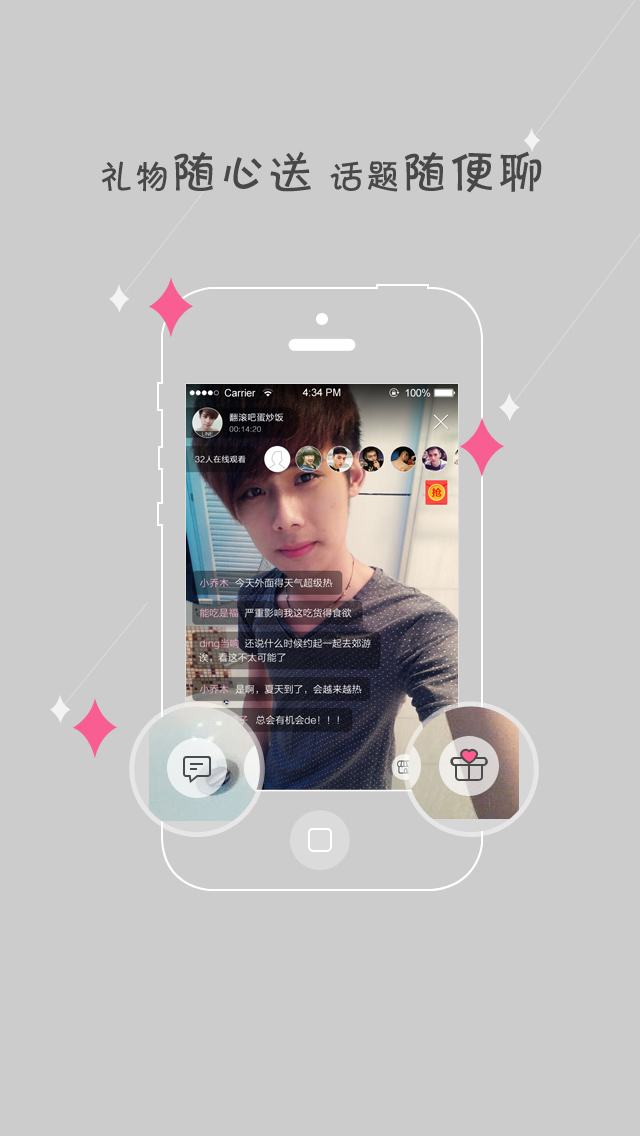 礼物随心送 话题随便聊
Carrier 4:34 PM 100%
翻滚吧蛋炒饭
00:14:20
LIVE
32人在线观看
抢
小乔木 今天外面得天气超级热
能吃是福 严重影响我这吃货得食欲
ding当响 还说什么时候约起一起去郊游
涘，看这不太可能了
小乔木 是啊，夏天到了，会越来越热
子 总会有机会de！！！